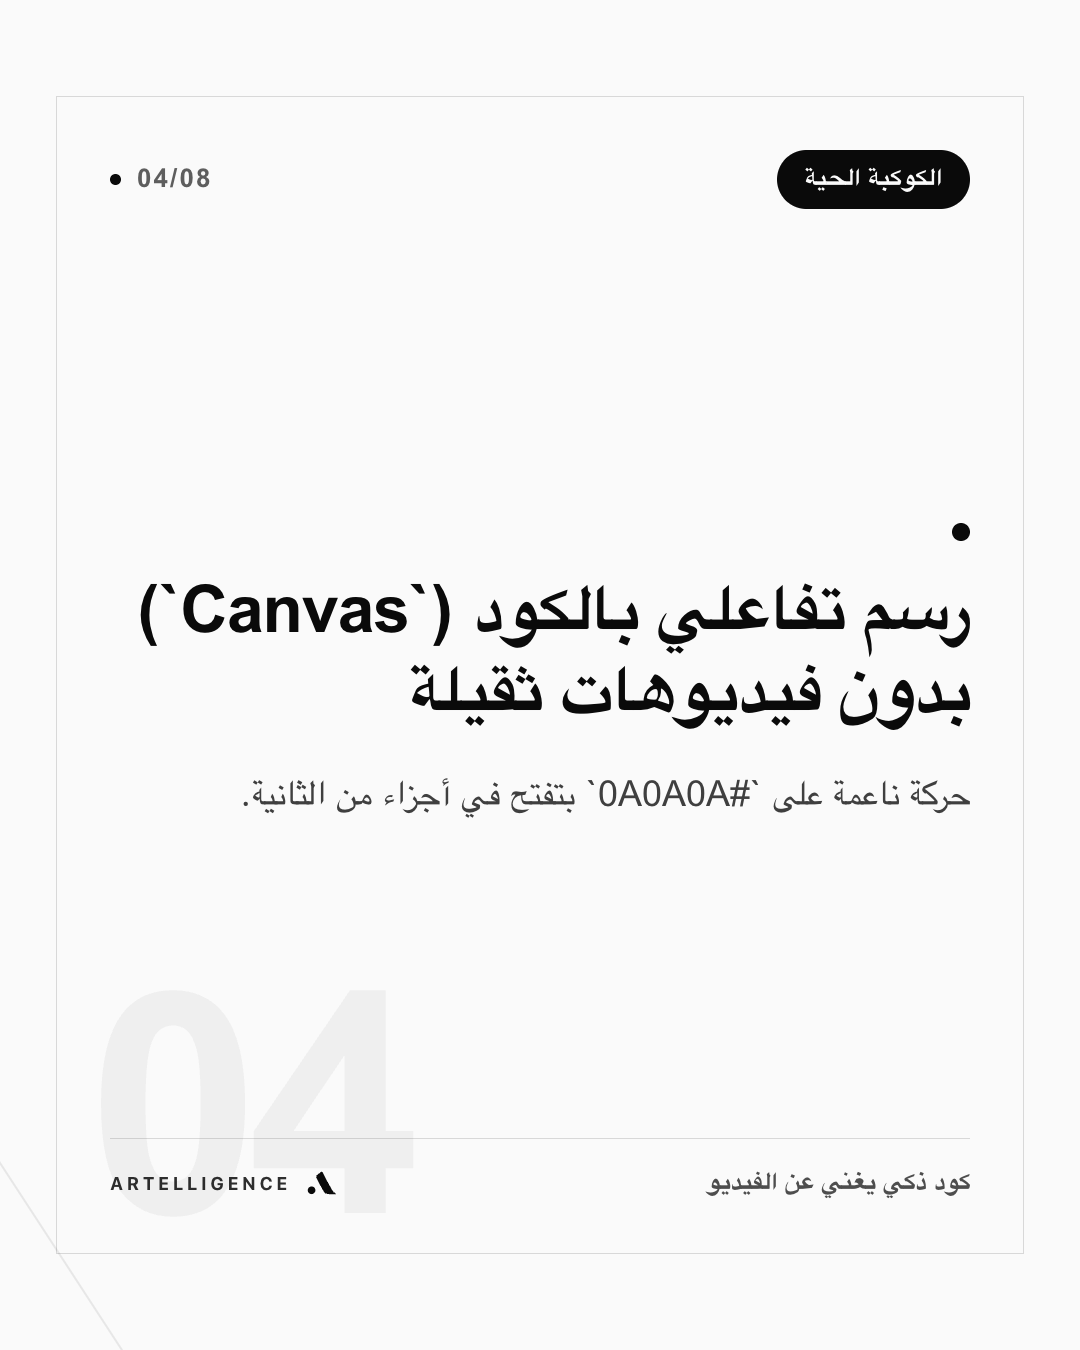 الكوكبة الحية
04/08
رسم تفاعلي بالكود (`Canvas`)
بدون فيديوهات ثقيلة
حركة ناعمة على `#0A0A0A` بتفتح في أجزاء من الثانية.
04
كود ذكي يغني عن الفيديو
ARTELLIGENCE